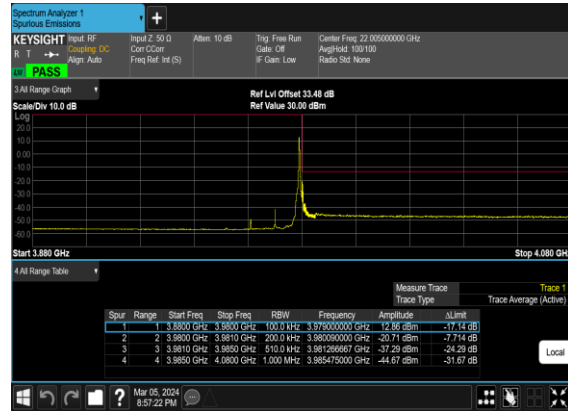 Spectrum Analyzer 1
Spurious Emissions
KEYSIGHT Input: RF Input Z: 50 Ω Atten: 10 dB Trig: Free Run Center Freq: 22.005000000 GHz
R T Coupling: DC Corr CCorr Gate: Off Avg|Hold: 100/100
Align: Auto Freq Ref: Int (S) IF Gain: Low Radio Std: None
PASS
3 All Range Graph
Ref Lvl Offset 33.48 dB
Scale/Div 10.0 dB Ref Value 30.00 dBm
Log
20.0
10.0
0.00
-10.0
-20.0
-30.0
-40.0
-50.0
-60.0
Start 3.880 GHz Stop 4.080 GHz
4 All Range Table
Measure Trace Trace 1
Trace Type Trace Average (Active)
Spur Range Start Freq Stop Freq RBW Frequency Amplitude ΔLimit
1 1 3.8800 GHz 3.9800 GHz 100.0 kHz 3.979000000 GHz 12.86 dBm -17.14 dB
2 2 3.9800 GHz 3.9810 GHz 200.0 kHz 3.980090000 GHz -20.71 dBm -7.714 dB
3 3 3.9810 GHz 3.9850 GHz 510.0 kHz 3.981266667 GHz -37.29 dBm -24.29 dB
4 4 3.9850 GHz 4.0800 GHz 1.000 MHz 3.985475000 GHz -44.67 dBm -31.67 dB
Local
Mar 05, 2024
8:57:22 PM